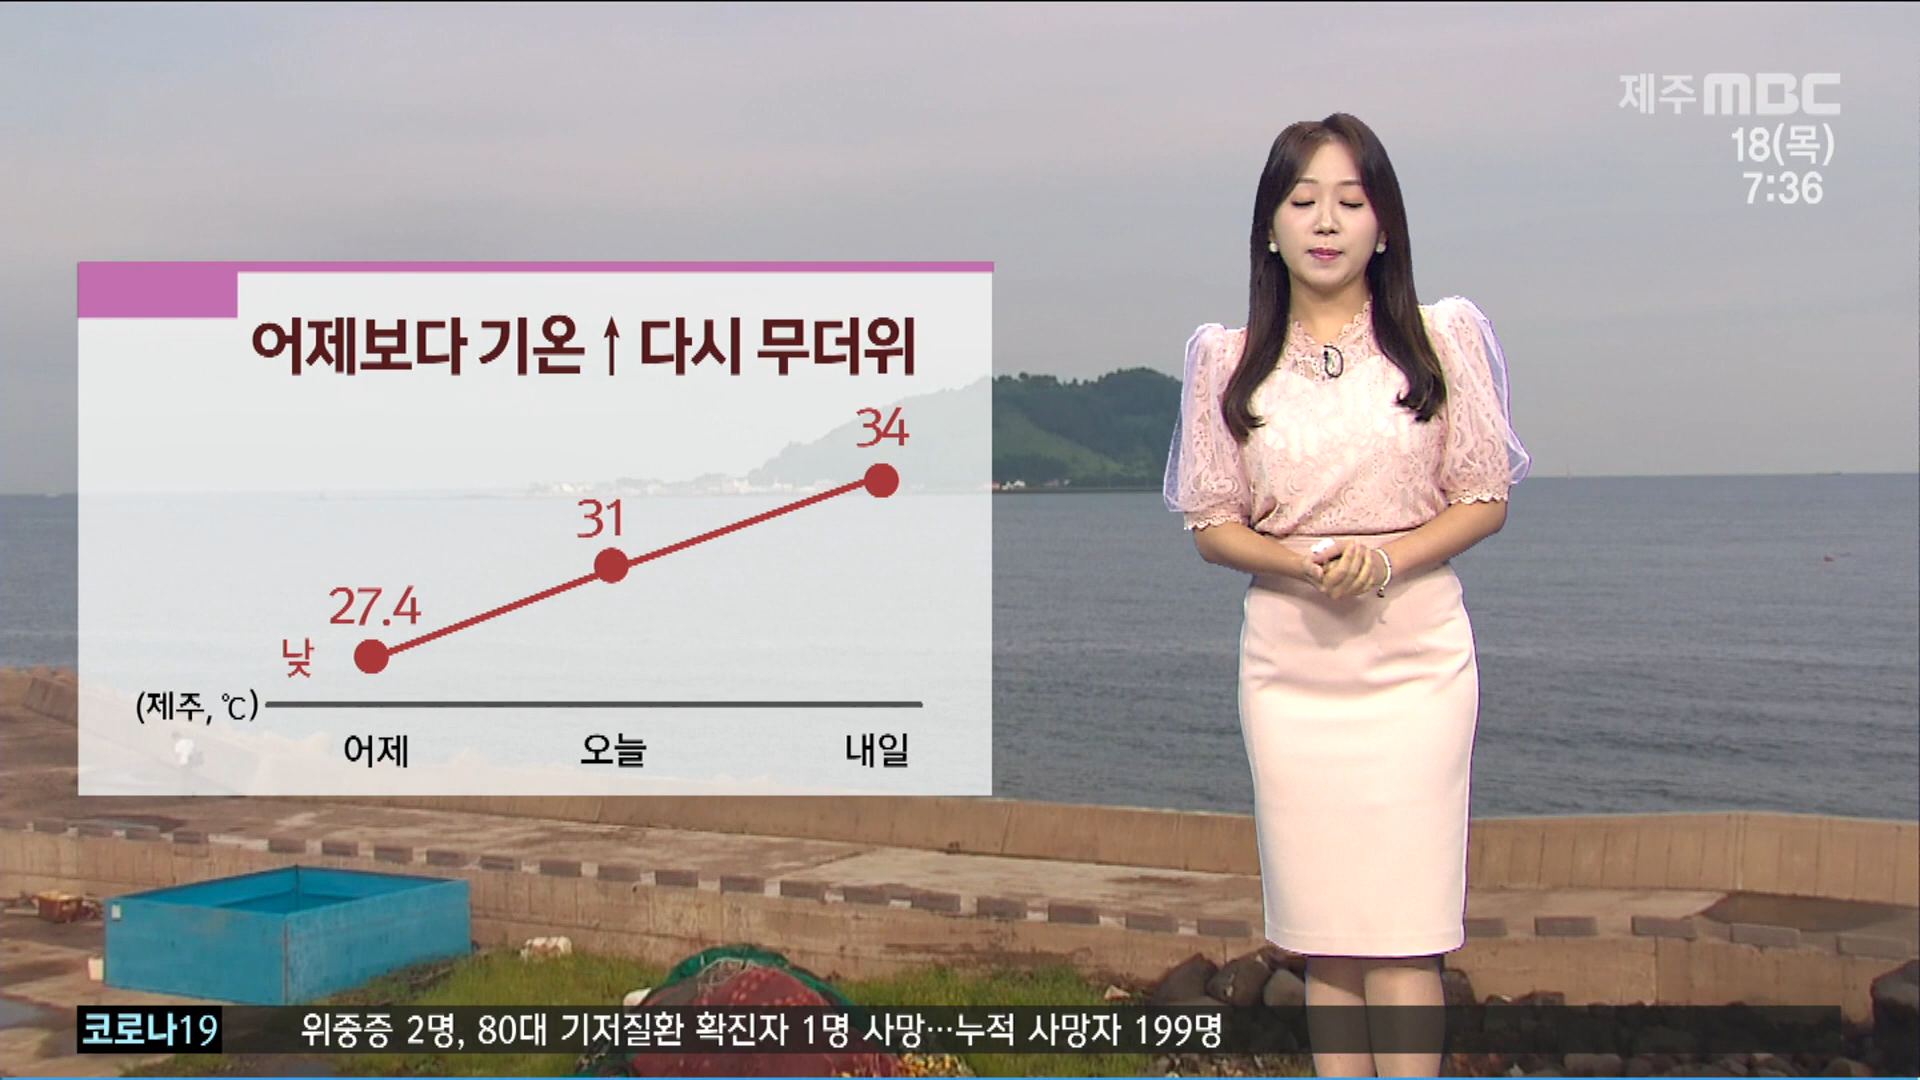 제주MBC
18(목)
7:36
어제보다 기온↑ 다시 무더위
34
31
27.4
낮
(제주, ℃)
어제 오늘 내일
코로나19 위중증 2명, 80대 기저질환 확진자 1명 사망…누적 사망자 199명